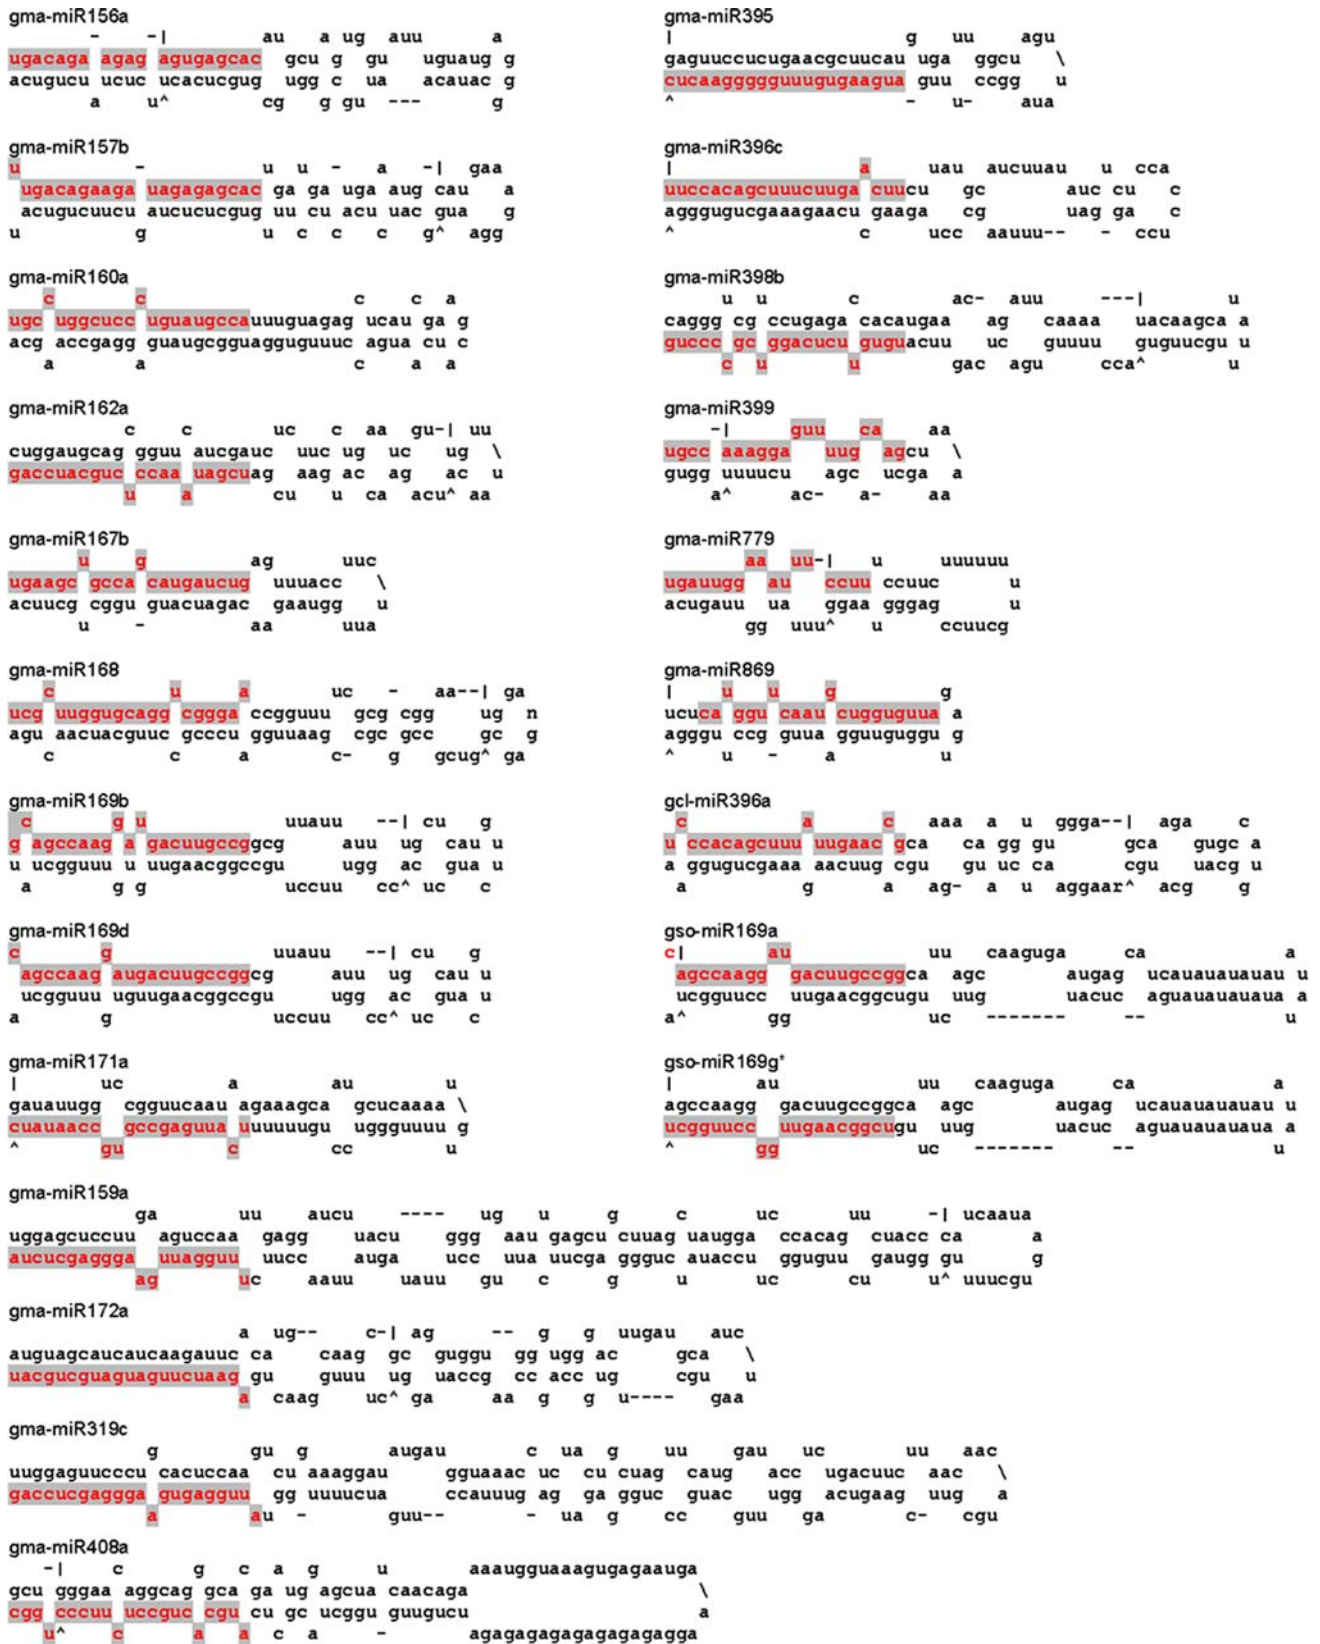 gma-miR156a
- -| au a ug auu a
ugacaga agag agugagcac gcu g gu uguaug g
acugucu ucuc ucacucgug ugg c ua acauac g
a u^ cg g gu --- g
gma-miR157b
u - u u - a -| gaa
ugacagaaga uagagagcac ga ga uga aug cau a
acugucuucu aucucucgug uu cu acu uac gua g
u g u c c c g^ agg
gma-miR160a
c c c c a
ugc uggcucc uguaugccauuuguagag ucau ga g
acg accgagg guaugcgguagguguuuc agua cu c
a a c a a
gma-miR162a
c c uc c aa gu-| uu
cuggaugcag gguu aucgauc uuc ug uc ug \
gaccuacguc ccaa uagcuag aag ac ag ac u
u a cu u ca acu^ aa
gma-miR167b
u g ag uuc
ugaagc gcca caugaucug uuuacc \
acuucg cggu guacuagac gaaugg u
u - aa uua
gma-miR168
c u a uc - aa--| ga
ucg uuggugcagg cggga ccgguuu gcg cgg ug n
agu aacuacguuc gcccu gguuaag cgc gcc gc g
c c a c- g gcug^ ga
gma-miR169b
c g u uuauu --| cu g
g agccaag a gacuugccggcg auu ug cau u
u ucgguuu u uugaacggccgu ugg ac gua u
a g g uccuu cc^ uc c
gma-miR169d
c g uuauu --| cu g
agccaag augacuugccggcg auu ug cau u
ucgguuu uguugaacggccgu ugg ac gua u
a g uccuu cc^ uc c
gma-miR171a
| uc a au u
gauauugg cgguucaau agaaagca gcucaaaa \
cuauaacc gccgaguua uuuuuugu uggguuuu g
^ gu c cc u
gma-miR395
| g uu agu
gaguuccucugaacgcuucau uga ggcu \
cucaaggggguuugugaagua guu ccgg u
^ - u- aua
gma-miR396c
| a uau aucuuau u cca
uuccacagcuuucuuga cuucu gc auc cu c
agggugucgaaagaacu gaaga cg uag ga c
^ c ucc aauuu-- - ccu
gma-miR398b
u u c ac- auu ---| u
caggg cg ccugaga cacaugaa ag caaaa uacaagca a
guccc gc ggacucu guguacuu uc guuuu guguucgu u
c u u gac agu cca^ u
gma-miR399
-| guu ca aa
ugcc aaagga uug agcu \
gugg uuuucu agc ucga a
a^ ac- a- aa
gma-miR779
aa uu-| u uuuuuu
ugauugg au ccuu ccuuc u
acugauu ua ggaa gggag u
gg uuu^ u ccuucg
gma-miR869
| u u g g
ucuca ggu caau cugguguua a
agggu ccg guua gguuguggu g
^ u - a u
gcl-miR396a
c a c aaa a u ggga--| aga c
u ccacagcuuu uugaac gca ca gg gu gca gugc a
a ggugucgaaa aacuug cgu gu uc ca cgu uacg u
a g a ag- a u aggaar^ acg g
gso-miR169a
c| au uu caaguga ca a
agccaagg gacuugccggca agc augag ucauauauauau u
ucgguucc uugaacggcugu uug uacuc aguauauauaua a
a^ gg uc ------- -- u
gso-miR169g*
| au uu caaguga ca a
agccaagg gacuugccggca agc augag ucauauauauau u
ucgguucc uugaacggcugu uug uacuc aguauauauaua a
^ gg uc ------- -- u
gma-miR159a
ga uu aucu ---- ug u g c uc uu -| ucaaua
uggagcuccuu aguccaa gagg uacu ggg aau gagcu cuuag uaugga ccacag cuacc ca a
aucucgaggga uuagguu uucc auga ucc uua uucga ggguc auaccu ggguguu gaugg gu g
ag uc aauu uauu gu c g u uc cu u^ uuucgu
gma-miR172a
a ug-- c-| ag -- g g uugau auc
auguagcaucaucaagauuc ca caag gc guggu gg ugg ac gca \
uacgucguaguaguucuaag gu guuu ug uaccg cc acc ug cgu u
a caag uc^ ga aa g g u---- gaa
gma-miR319c
g gu g augau c ua g uu gau uc uu aac
uuggaguucccu cacuccaa cu aaaggau gguaaac uc cu cuag caug acc ugacuuc aac \
gaccucgaggga gugagguu gg uuuucua ccauuug ag ga gguc guac ugg acugaag uug a
a au - guu-- - ua g cc guu ga c- cgu
gma-miR408a
-| c g c a g u aaaugguaaagugagaauga
gcu gggaa aggcag gca ga ug agcua caacaga \
cgg cccuu uccguc cgu cu gc ucggu guugucu a
u^ c a a c a - agagagagagagagagagga